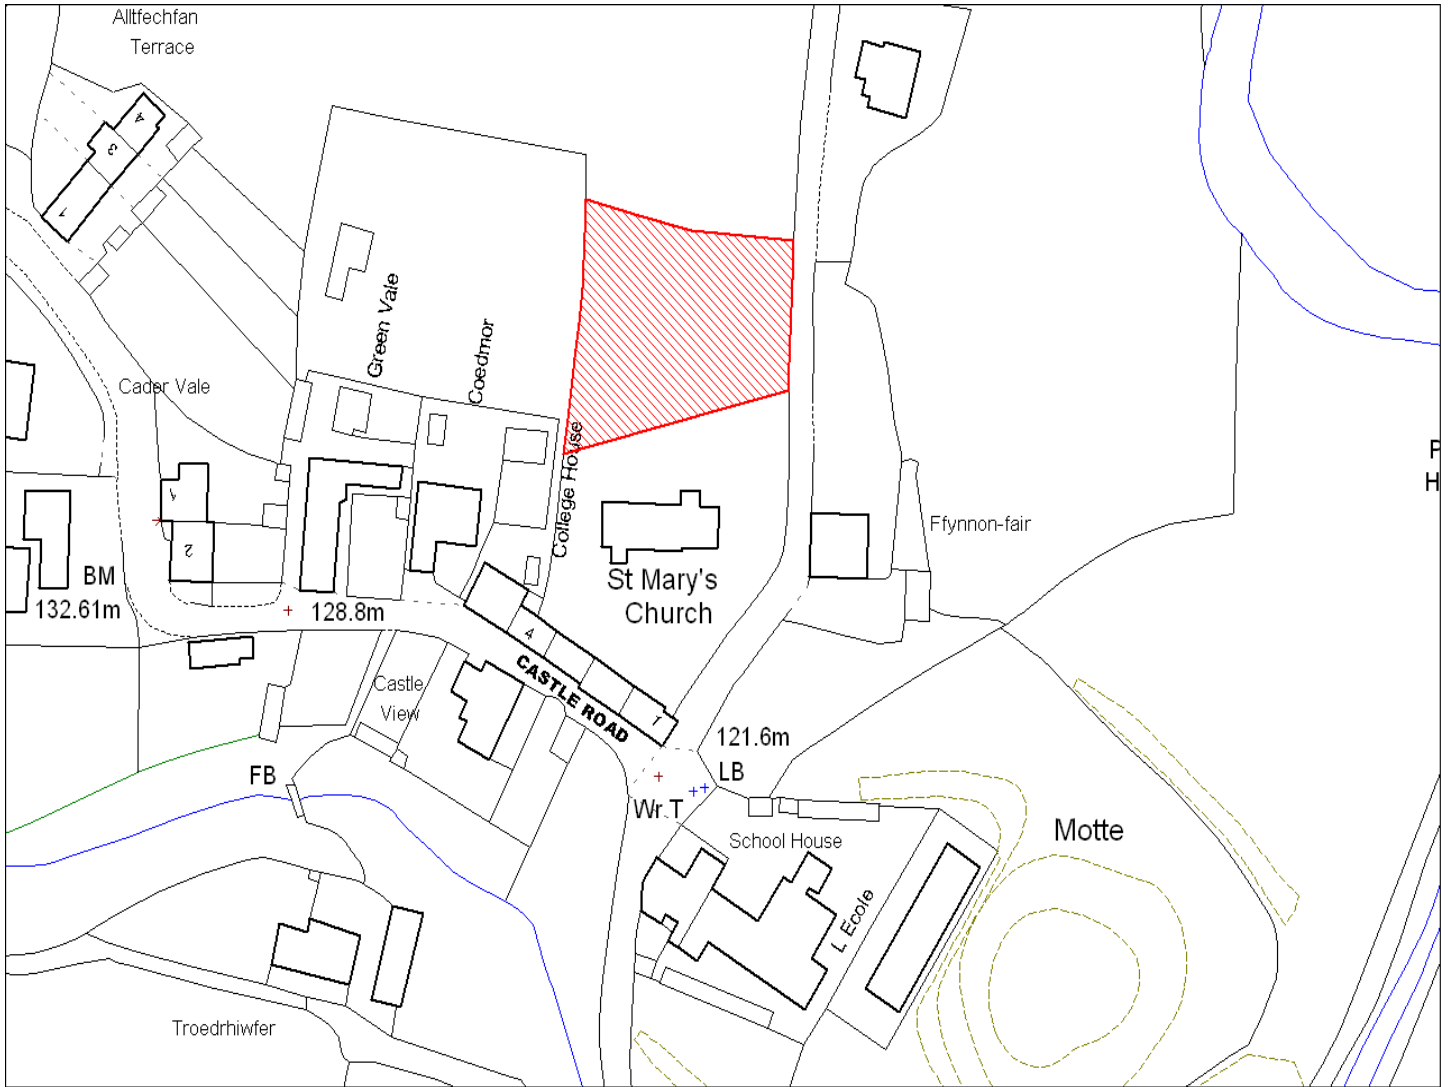 Alltfechfan
Terrace
4
3
1
Green Vale
Coedmor
Cader Vale
College House
1
2
Ffynnon-fair
P
H
BM
132.61m
128.8m
St Mary's
Church
4
CASTLE ROAD
1
Castle
View
121.6m
LB
FB
Wr.T
School House
Motte
L Ecole
Troedrhiwfer